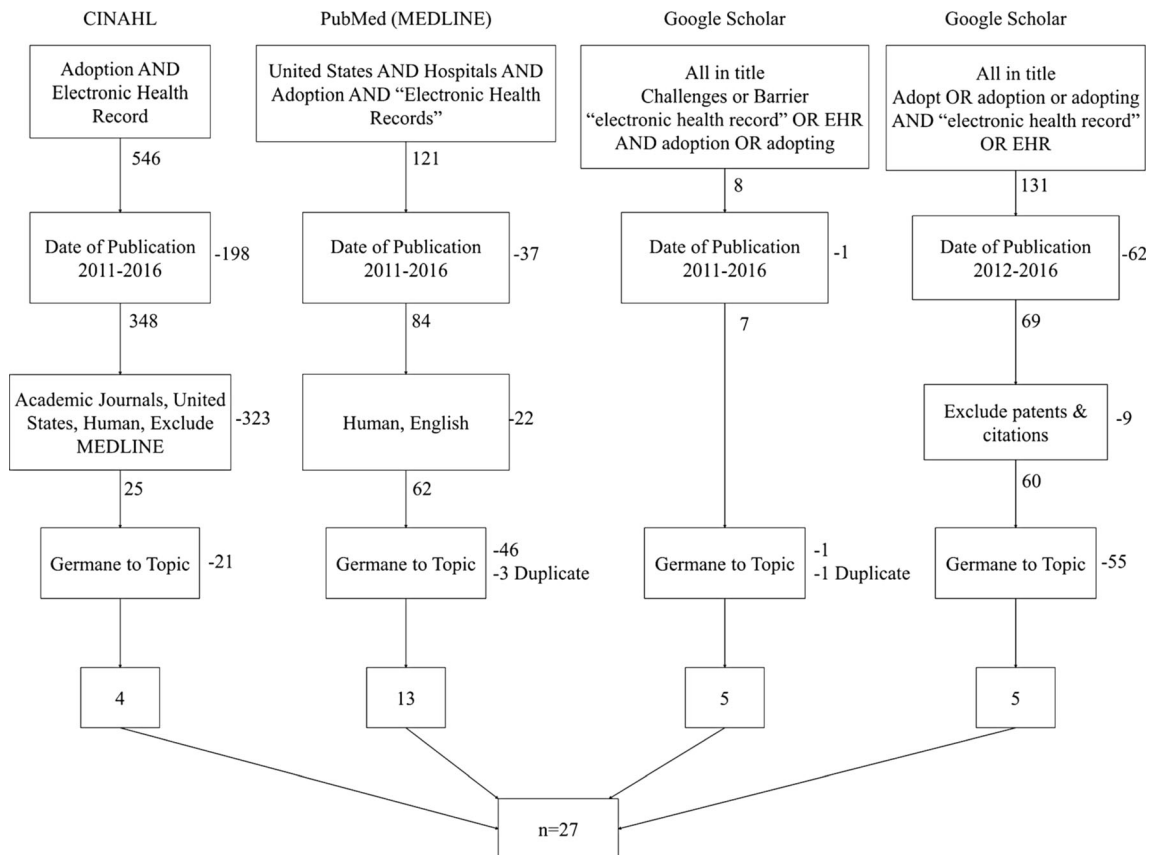 CINAHL
Adoption AND
Electronic Health
Record
546
Date of Publication
2011-2016
-198
348
Academic Journals, United
States, Human, Exclude
MEDLINE
-323
25
Germane to Topic
-21
4
PubMed (MEDLINE)
United States AND Hospitals AND
Adoption AND “Electronic Health
Records”
121
Date of Publication
2011-2016
-37
84
Human, English
-22
62
Germane to Topic
-46
-3 Duplicate
13
Google Scholar
All in title
Challenges or Barrier
“electronic health record” OR EHR
AND adoption OR adopting
8
Date of Publication
2011-2016
-1
7
Germane to Topic
-1
-1 Duplicate
5
Google Scholar
All in title
Adopt OR adoption or adopting
AND “electronic health record”
OR EHR
131
Date of Publication
2012-2016
-62
69
Exclude patents &
citations
-9
60
Germane to Topic
-55
5
n=27